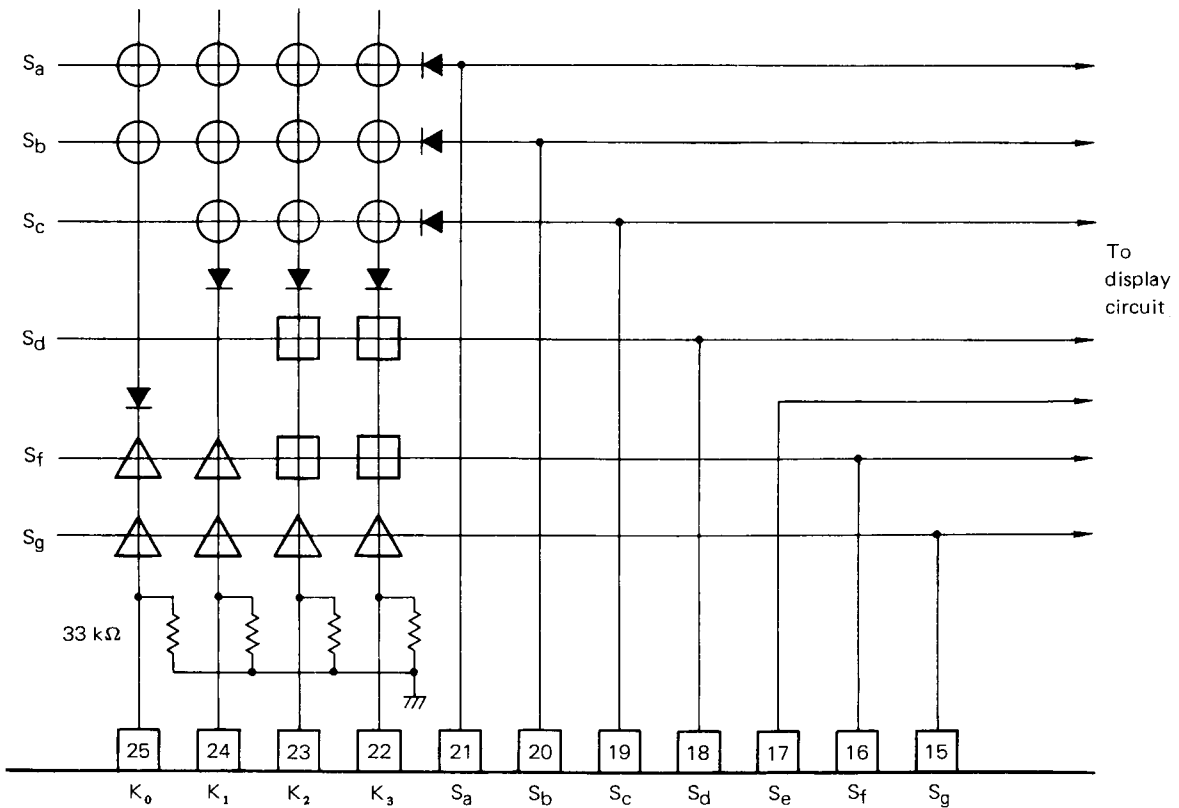 Sa
Sb
Sc
To
display
circuit
Sd
Sf
Sg
33 kΩ
25 24 23 22 21 20 19 18 17 16 15
K0 K1 K2 K3 Sa Sb Sc Sd Se Sf Sg